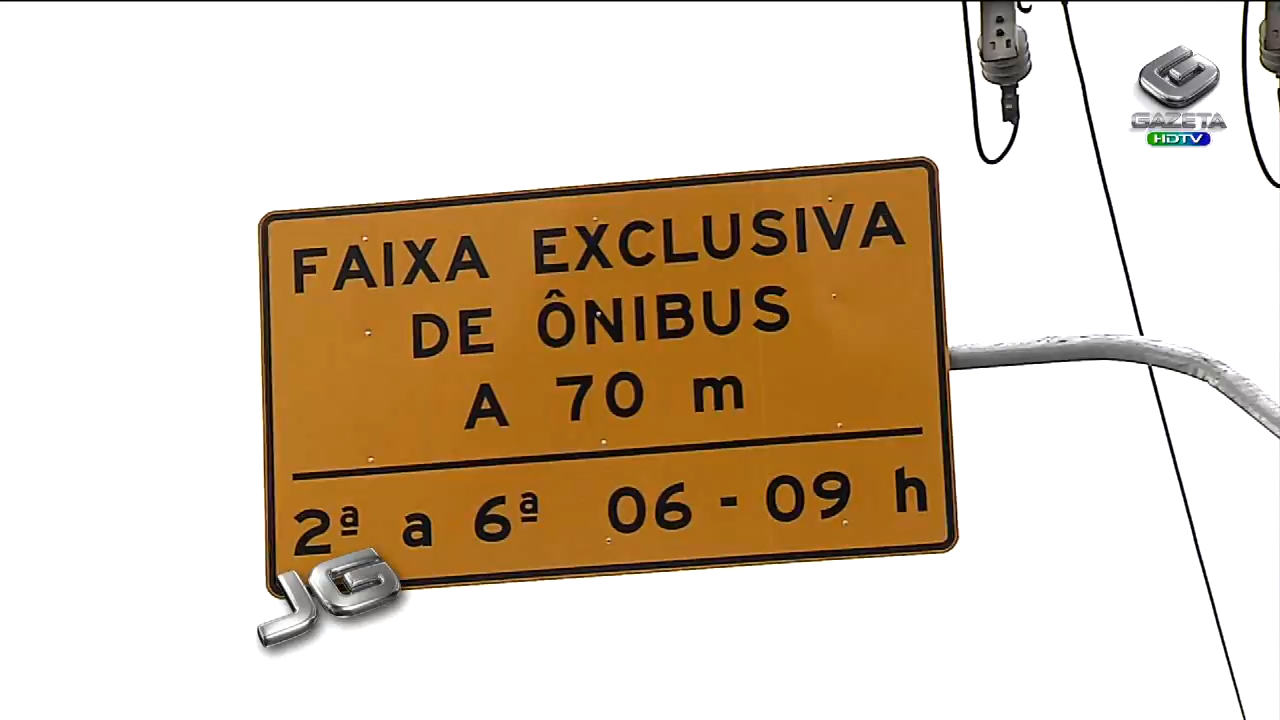 GAZETA
HDTV
FAIXA EXCLUSIVA
DE ÔNIBUS
A 70 m
2ª a 6ª 06 - 09 h
JG